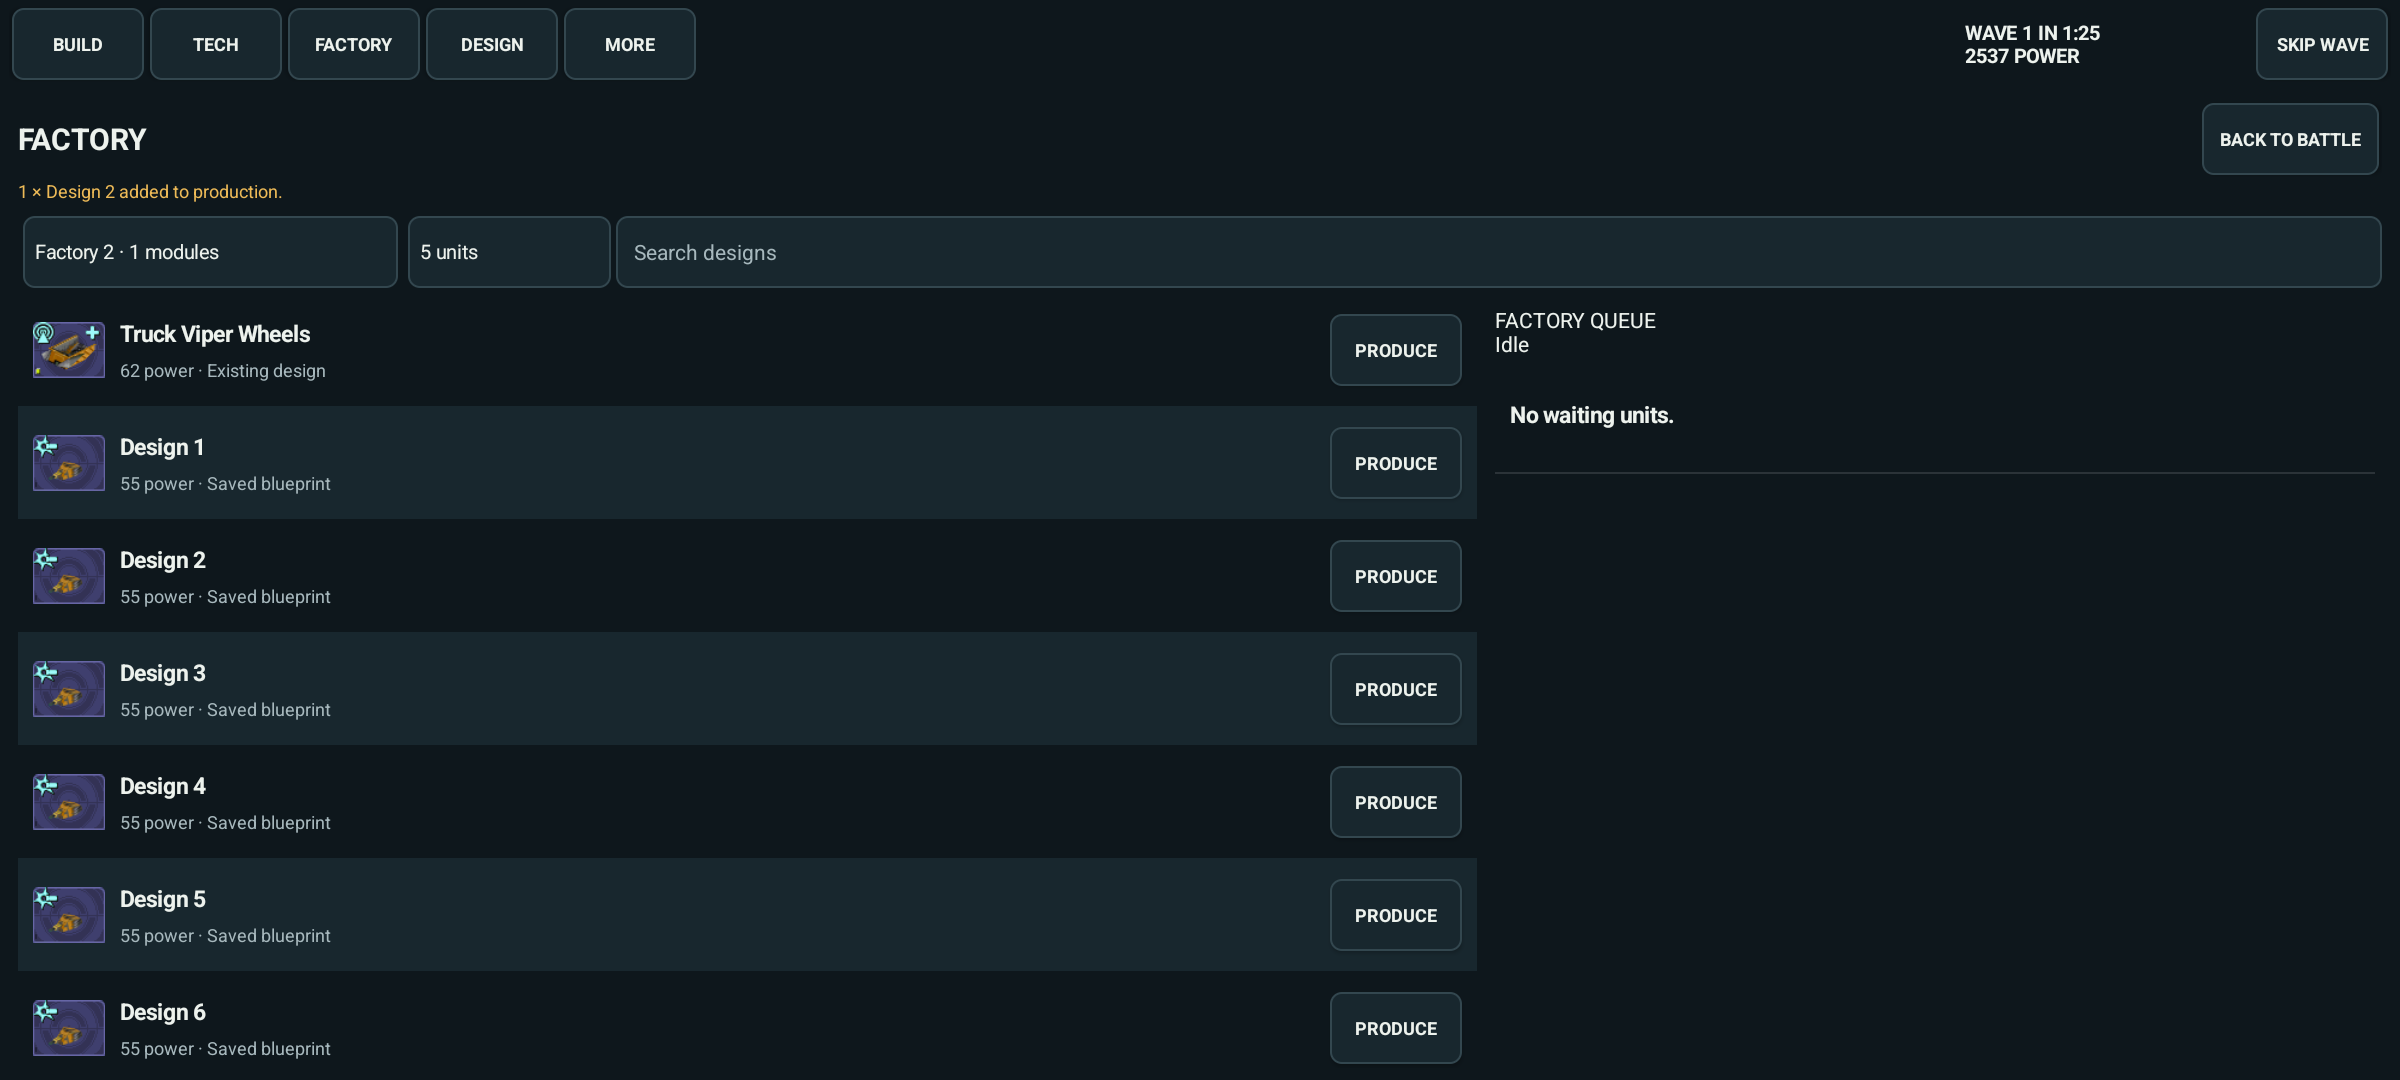 BUILD
TECH
FACTORY
DESIGN
MORE
WAVE 1 IN 1:25
2537 POWER
SKIP WAVE
FACTORY
BACK TO BATTLE
1 × Design 2 added to production.
Factory 2 · 1 modules
5 units
Search designs
Truck Viper Wheels
62 power · Existing design
PRODUCE
Design 1
55 power · Saved blueprint
PRODUCE
Design 2
55 power · Saved blueprint
PRODUCE
Design 3
55 power · Saved blueprint
PRODUCE
Design 4
55 power · Saved blueprint
PRODUCE
Design 5
55 power · Saved blueprint
PRODUCE
Design 6
55 power · Saved blueprint
PRODUCE
FACTORY QUEUE
Idle
No waiting units.